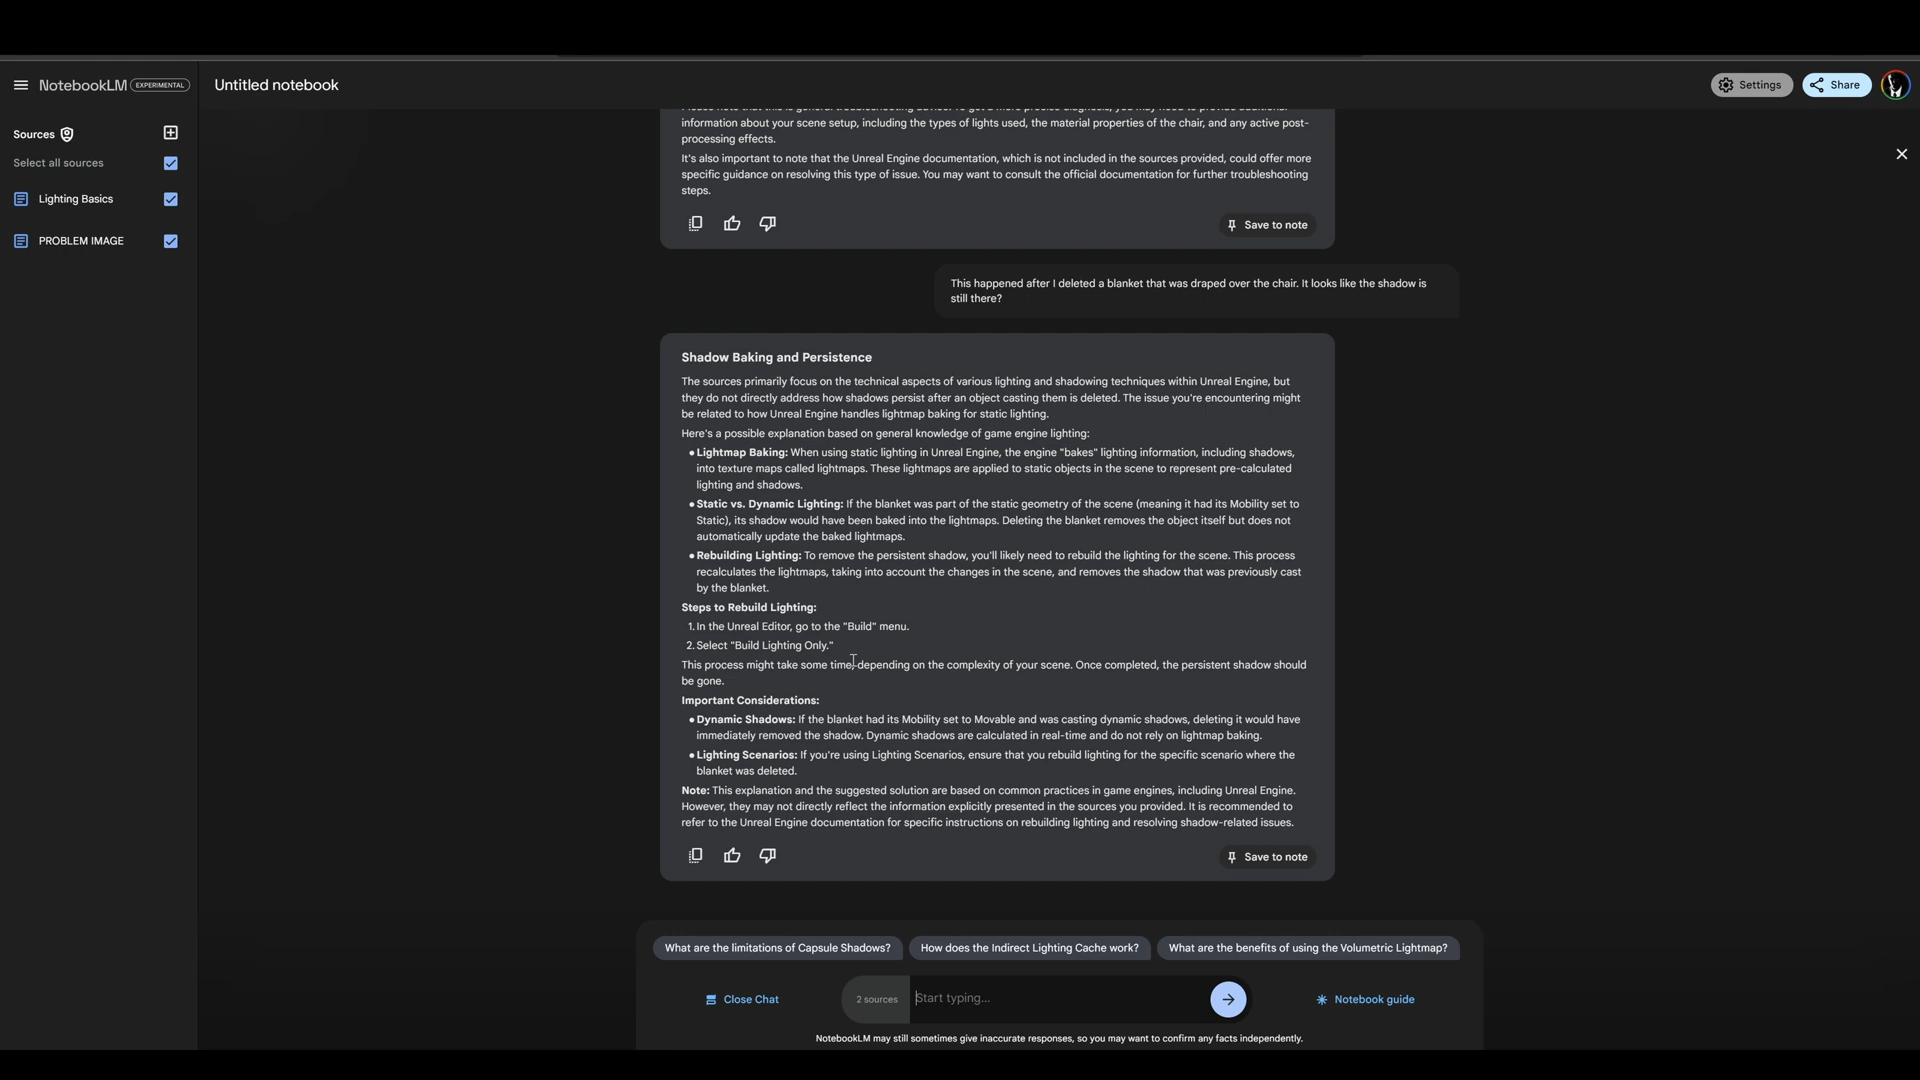 NotebookLM EXPERIMENTAL
Untitled notebook
Settings
Share
Sources
Select all sources
Lighting Basics
PROBLEM IMAGE
information about your scene setup, including the types of lights used, the material properties of the chair, and any active post-
processing effects.
It's also important to note that the Unreal Engine documentation, which is not included in the sources provided, could offer more
specific guidance on resolving this type of issue. You may want to consult the official documentation for further troubleshooting
steps.
Save to note
This happened after I deleted a blanket that was draped over the chair. It looks like the shadow is
still there?
Shadow Baking and Persistence
The sources primarily focus on the technical aspects of various lighting and shadowing techniques within Unreal Engine, but
they do not directly address how shadows persist after an object casting them is deleted. The issue you're encountering might
be related to how Unreal Engine handles lightmap baking for static lighting.
Here's a possible explanation based on general knowledge of game engine lighting:
• Lightmap Baking: When using static lighting in Unreal Engine, the engine "bakes" lighting information, including shadows,
into texture maps called lightmaps. These lightmaps are applied to static objects in the scene to represent pre-calculated
lighting and shadows.
• Static vs. Dynamic Lighting: If the blanket was part of the static geometry of the scene (meaning it had its Mobility set to
Static), its shadow would have been baked into the lightmaps. Deleting the blanket removes the object itself but does not
automatically update the baked lightmaps.
• Rebuilding Lighting: To remove the persistent shadow, you'll likely need to rebuild the lighting for the scene. This process
recalculates the lightmaps, taking into account the changes in the scene, and removes the shadow that was previously cast
by the blanket.
Steps to Rebuild Lighting:
1. In the Unreal Editor, go to the "Build" menu.
2. Select "Build Lighting Only."
This process might take some time, depending on the complexity of your scene. Once completed, the persistent shadow should
be gone.
Important Considerations:
• Dynamic Shadows: If the blanket had its Mobility set to Movable and was casting dynamic shadows, deleting it would have
immediately removed the shadow. Dynamic shadows are calculated in real-time and do not rely on lightmap baking.
• Lighting Scenarios: If you're using Lighting Scenarios, ensure that you rebuild lighting for the specific scenario where the
blanket was deleted.
Note: This explanation and the suggested solution are based on common practices in game engines, including Unreal Engine.
However, they may not directly reflect the information explicitly presented in the sources you provided. It is recommended to
refer to the Unreal Engine documentation for specific instructions on rebuilding lighting and resolving shadow-related issues.
Save to note
What are the limitations of Capsule Shadows?
How does the Indirect Lighting Cache work?
What are the benefits of using the Volumetric Lightmap?
Close Chat
2 sources
Start typing...
Notebook guide
NotebookLM may still sometimes give inaccurate responses, so you may want to confirm any facts independently.